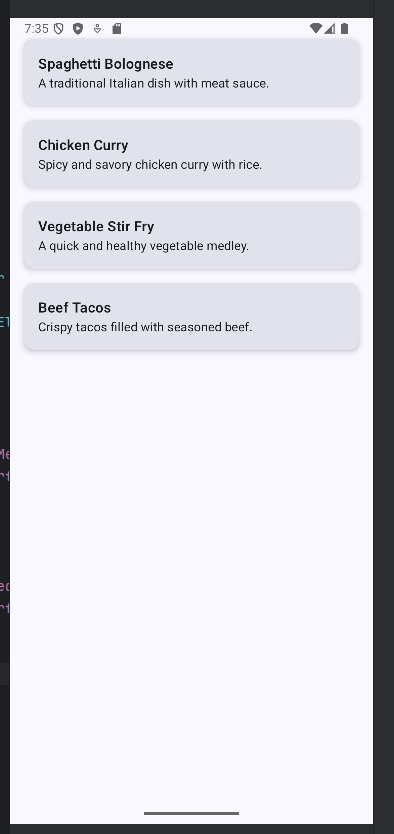 7:35
Spaghetti Bolognese
A traditional Italian dish with meat sauce.
Chicken Curry
Spicy and savory chicken curry with rice.
Vegetable Stir Fry
A quick and healthy vegetable medley.
Beef Tacos
Crispy tacos filled with seasoned beef.